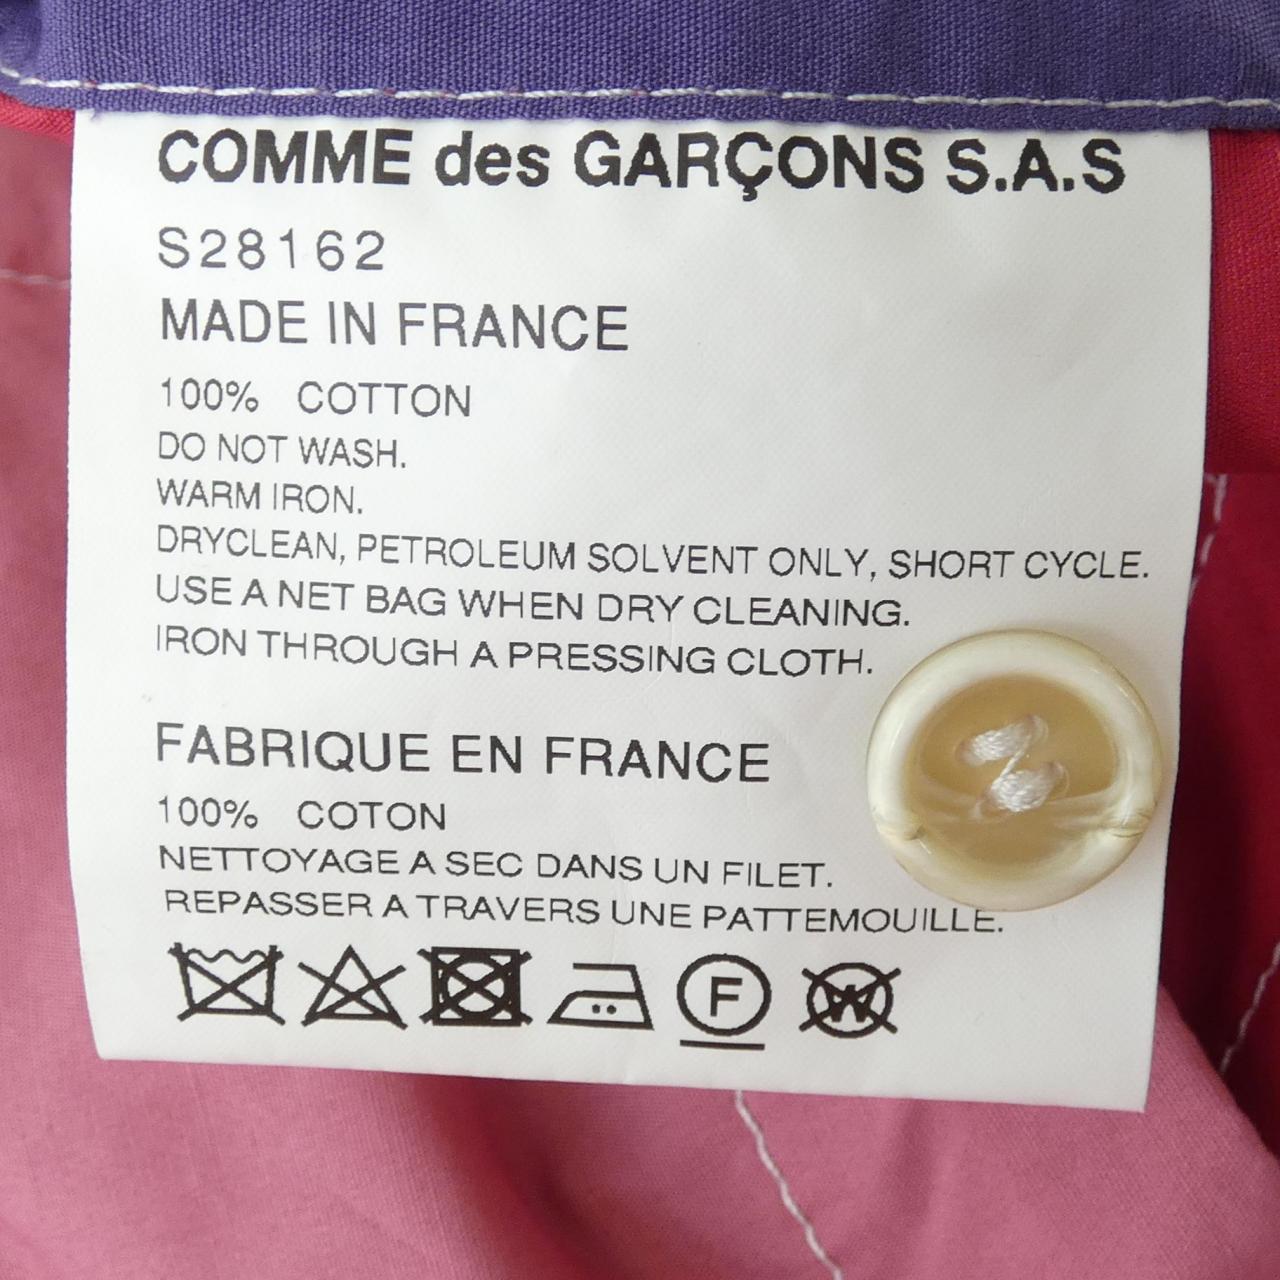 COMME des GARÇONS S.A.S
S28162
MADE IN FRANCE
100% COTTON
DO NOT WASH.
WARM IRON.
DRYCLEAN, PETROLEUM SOLVENT ONLY, SHORT CYCLE.
USE A NET BAG WHEN DRY CLEANING.
IRON THROUGH A PRESSING CLOTH.
FABRIQUE EN FRANCE
100% COTON
NETTOYAGE A SEC DANS UN FILET.
REPASSER A TRAVERS UNE PATTEMOUILLE.
F W